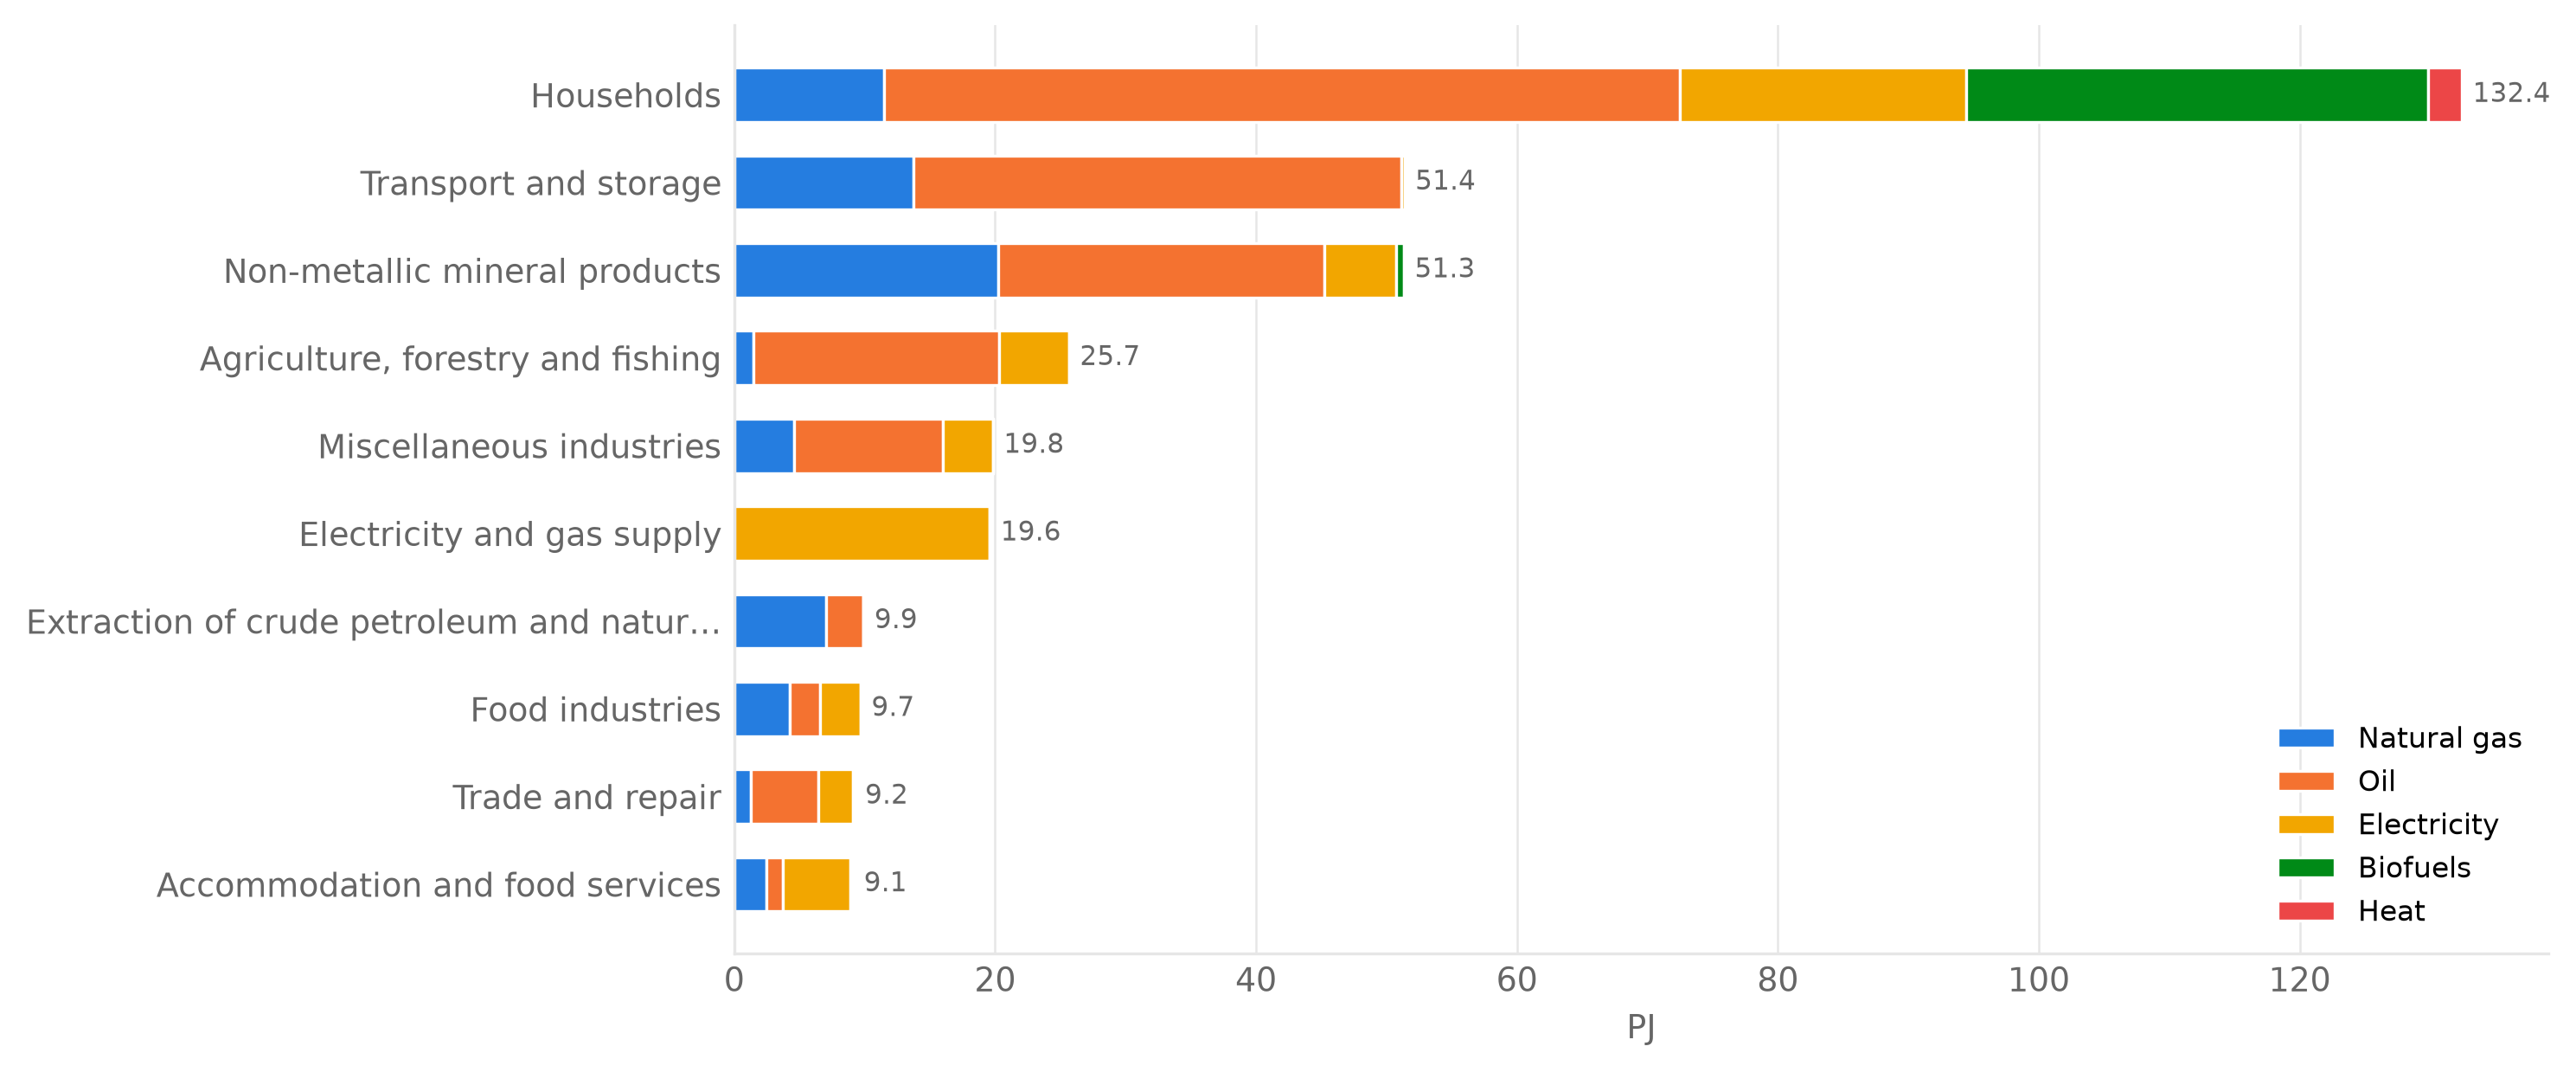 Households
132.4
Transport and storage
51.4
Non-metallic mineral products
51.3
Agriculture, forestry and fishing
25.7
Miscellaneous industries
19.8
Electricity and gas supply
19.6
Extraction of crude petroleum and natur…
9.9
Food industries
9.7
Trade and repair
9.2
Accommodation and food services
9.1
Natural gas
Oil
Electricity
Biofuels
Heat
0 20 40 60 80 100 120
PJ